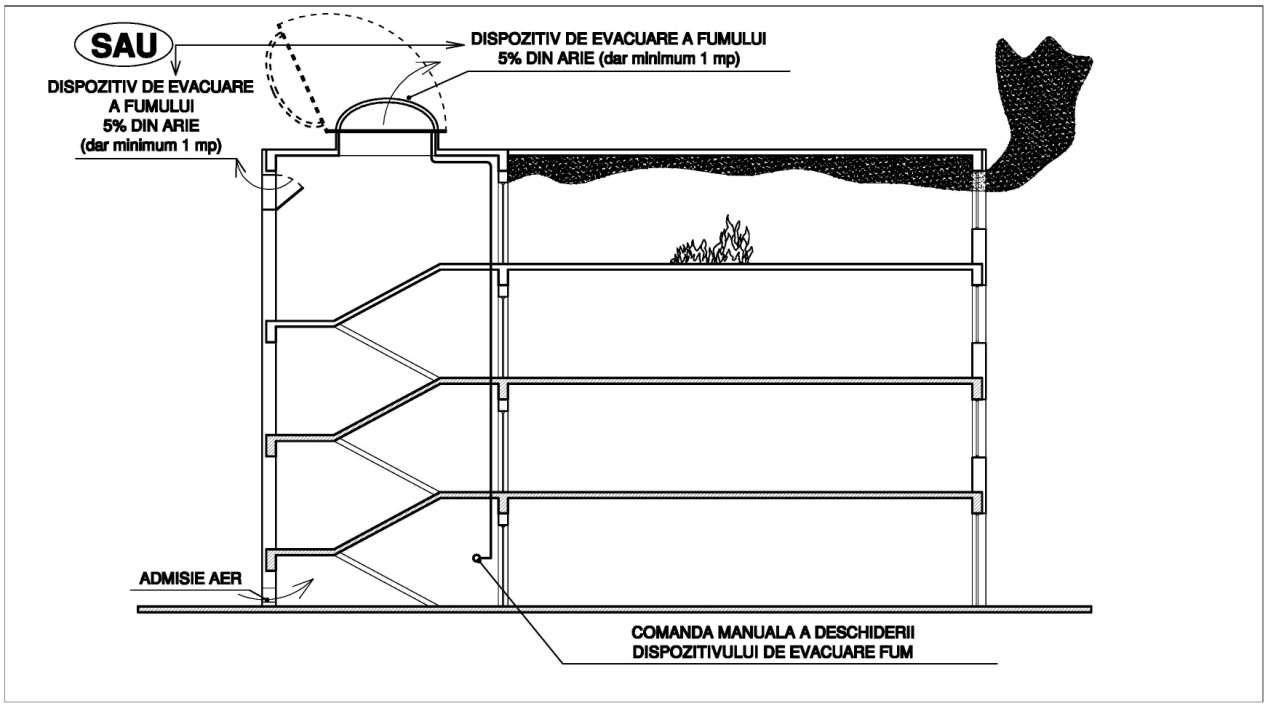 SAU
DISPOZITIV DE EVACUARE A FUMULUI
5% DIN ARIE (dar minimum 1 mp)
DISPOZITIV DE EVACUARE
A FUMULUI
5% DIN ARIE
(dar minimum 1 mp)
ADMISIE AER
COMANDA MANUALA A DESCHIDERII
DISPOZITIVULUI DE EVACUARE FUM